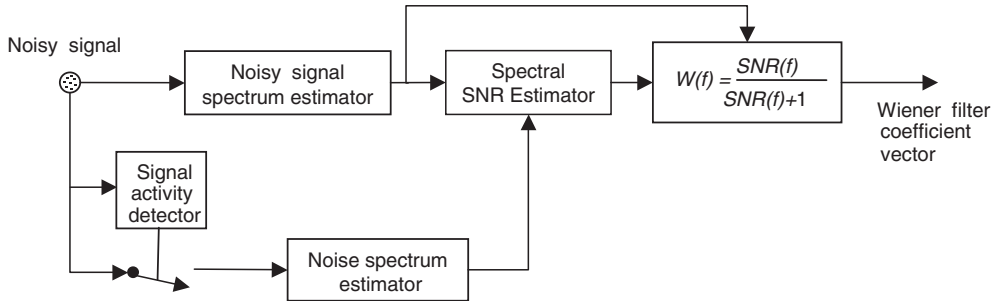 Noisy signal
Noisy signal
spectrum estimator
Spectral
SNR Estimator
W(f) = SNR(f)
SNR(f)+1
Wiener filter
coefficient
vector
Signal
activity
detector
Noise spectrum
estimator